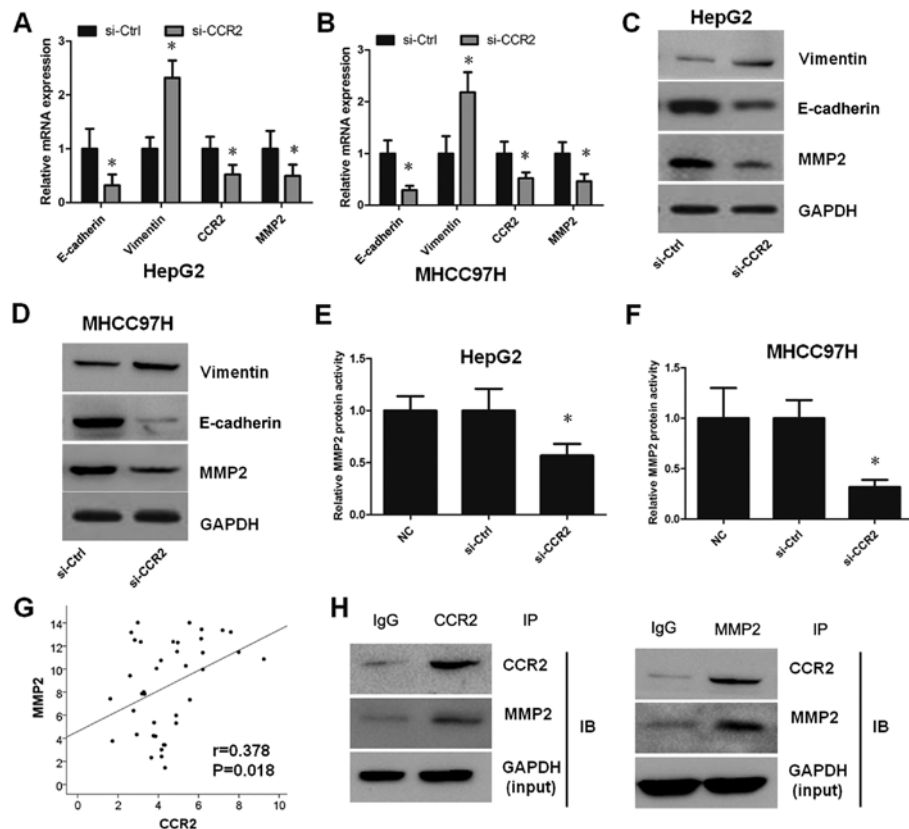 A
si-Ctrl
si-CCR2
Relative mRNA expression
3
2
1
0
*
*
*
*
E-cadherin
Vimentin
CCR2
MMP2
HepG2
B
si-Ctrl
si-CCR2
Relative mRNA expression
3
2
1
0
*
*
*
*
E-cadherin
Vimentin
CCR2
MMP2
MHCC97H
C
HepG2
Vimentin
E-cadherin
MMP2
GAPDH
si-Ctrl
si-CCR2
D
MHCC97H
Vimentin
E-cadherin
MMP2
GAPDH
si-Ctrl
si-CCR2
E
HepG2
Relative MMP2 protein activity
1.5
1.0
0.5
0.0
*
NC
si-Ctrl
si-CCR2
F
MHCC97H
Relative MMP2 protein activity
1.5
1.0
0.5
0.0
*
NC
si-Ctrl
si-CCR2
G
MMP2
14
12
10
8
6
4
2
0
r=0.378
P=0.018
0 2 4 6 8 10
CCR2
H
IgG CCR2 IP
CCR2
MMP2
GAPDH
(input)
IB
IgG MMP2 IP
CCR2
MMP2
GAPDH
(input)
IB